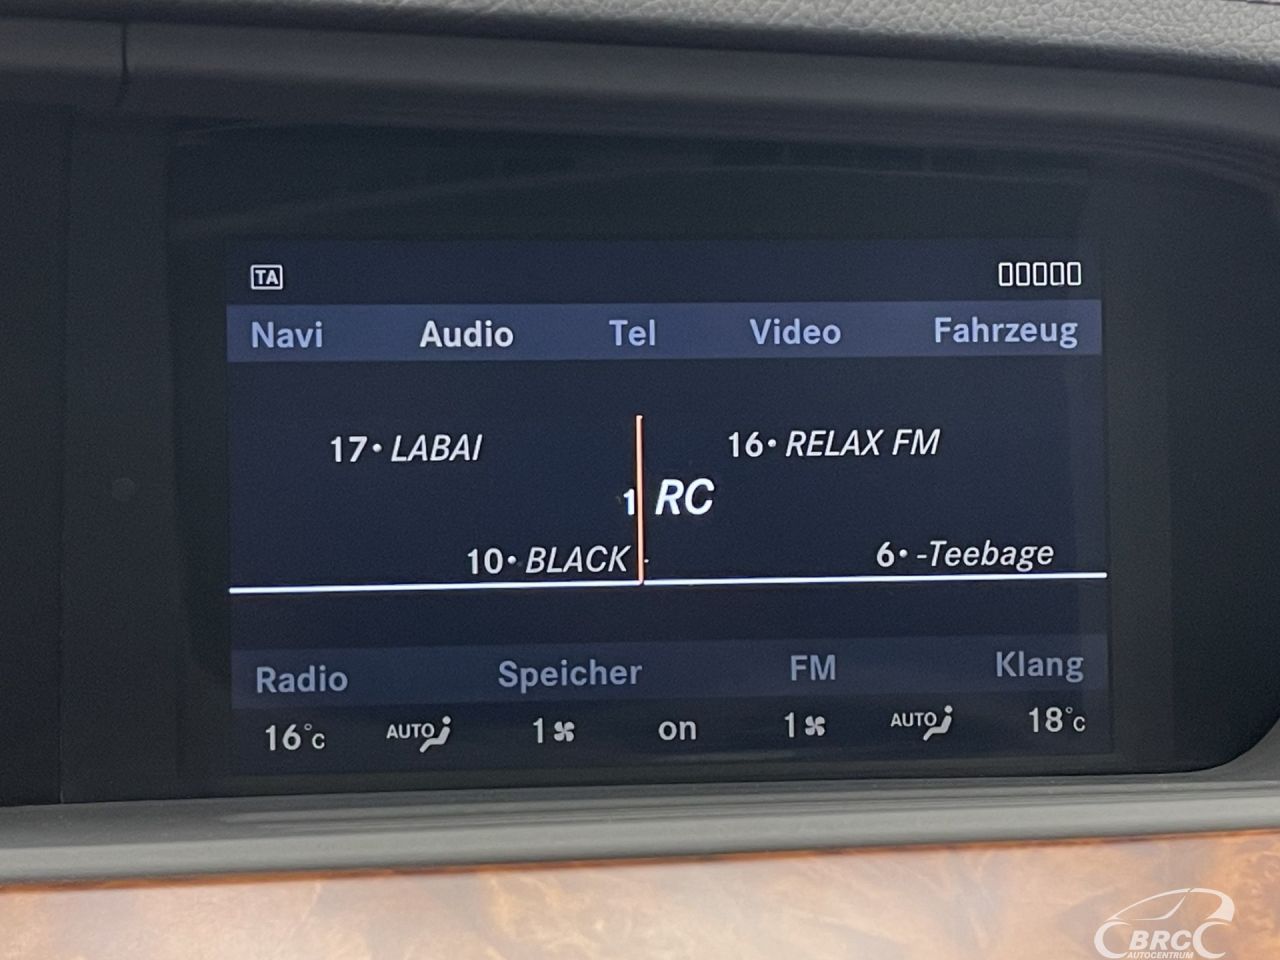 TA
Navi Audio Tel Video Fahrzeug
17• LABAI 16• RELAX FM
1 RC
10• BLACK 6• -Teebage
Radio Speicher FM Klang
16°C AUTO 1 on 1 AUTO 18°C
BRC
AUTOCENTRUM